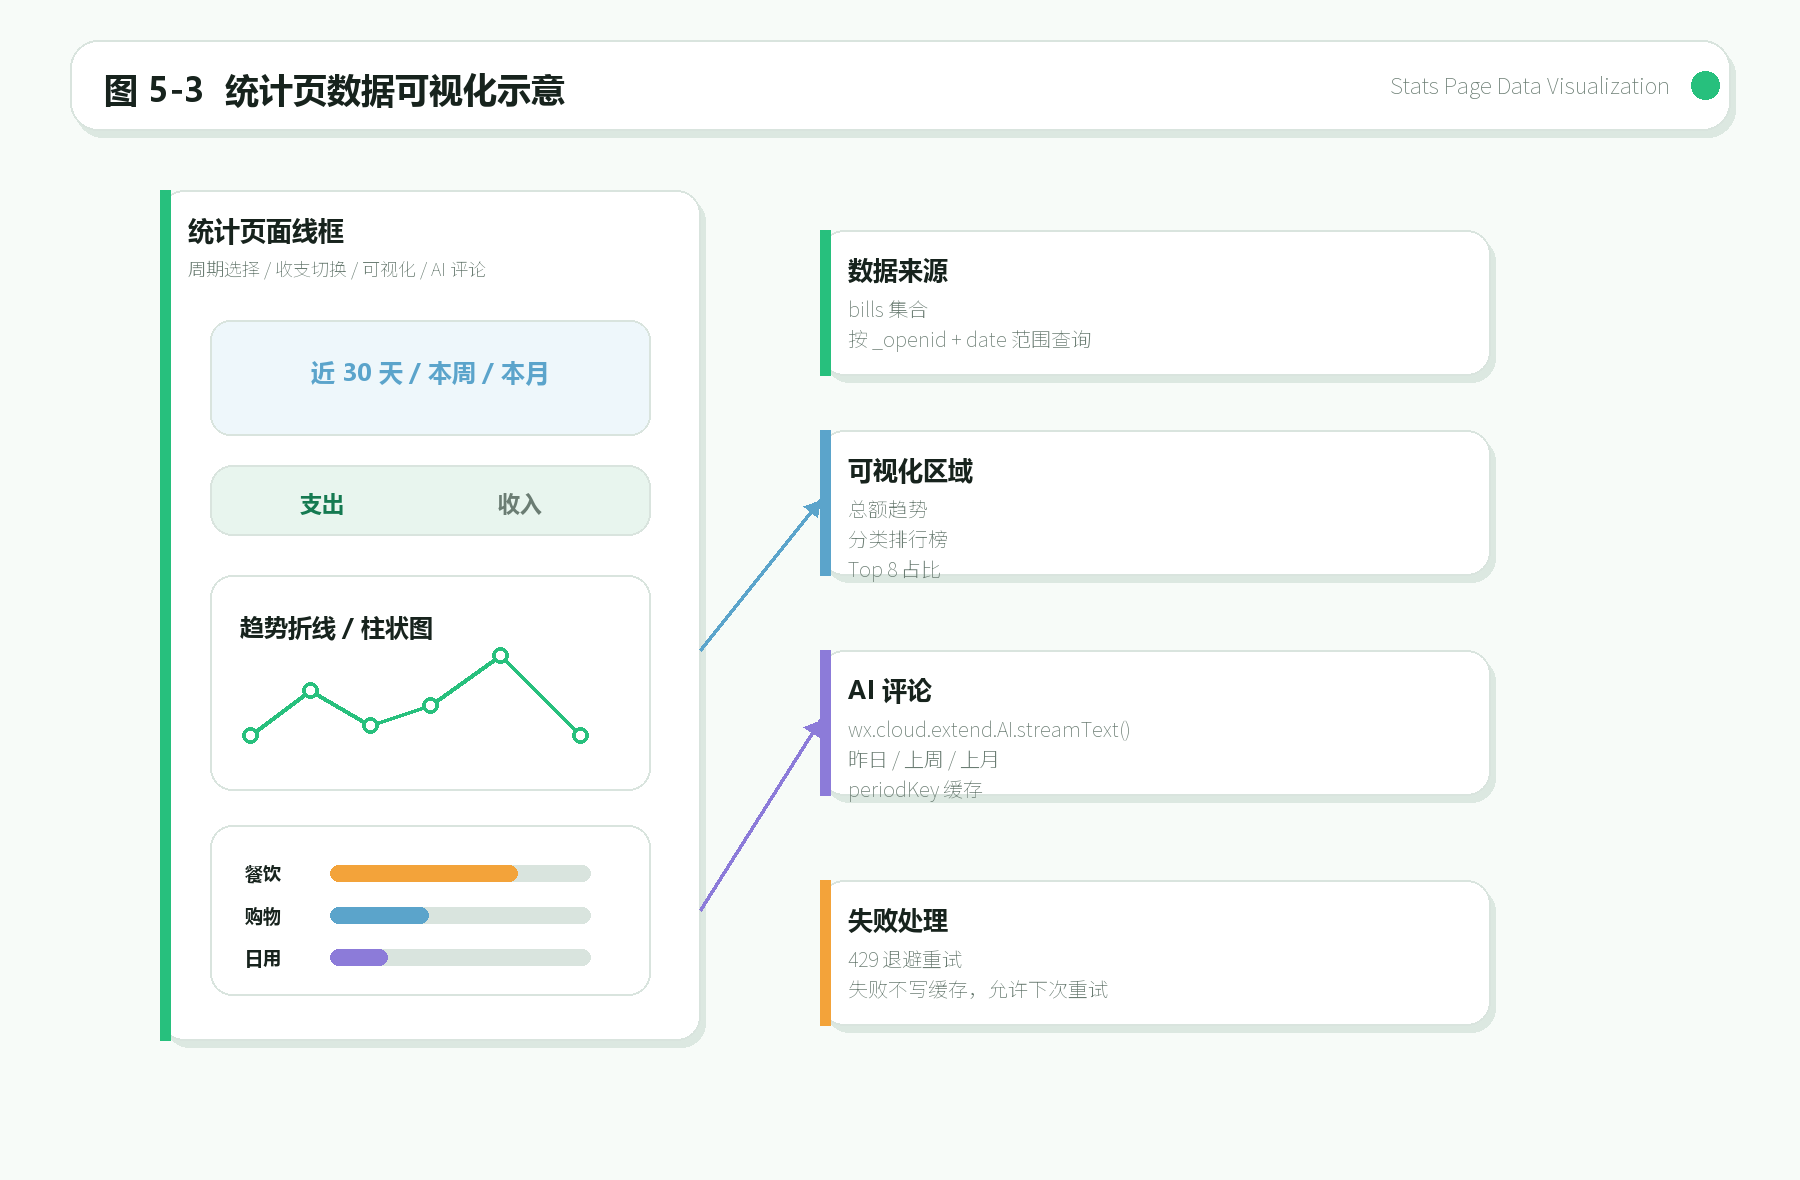 图 5-3 统计页数据可视化示意
Stats Page Data Visualization
统计页面线框
周期选择 / 收支切换 / 可视化 / AI 评论
近 30 天 / 本周 / 本月
支出
收入
趋势折线 / 柱状图
餐饮
购物
日用
数据来源
bills 集合
按 _openid + date 范围查询
可视化区域
总额趋势
分类排行榜
Top 8 占比
AI 评论
wx.cloud.extend.AI.streamText()
昨日 / 上周 / 上月
periodKey 缓存
失败处理
429 退避重试
失败不写缓存，允许下次重试